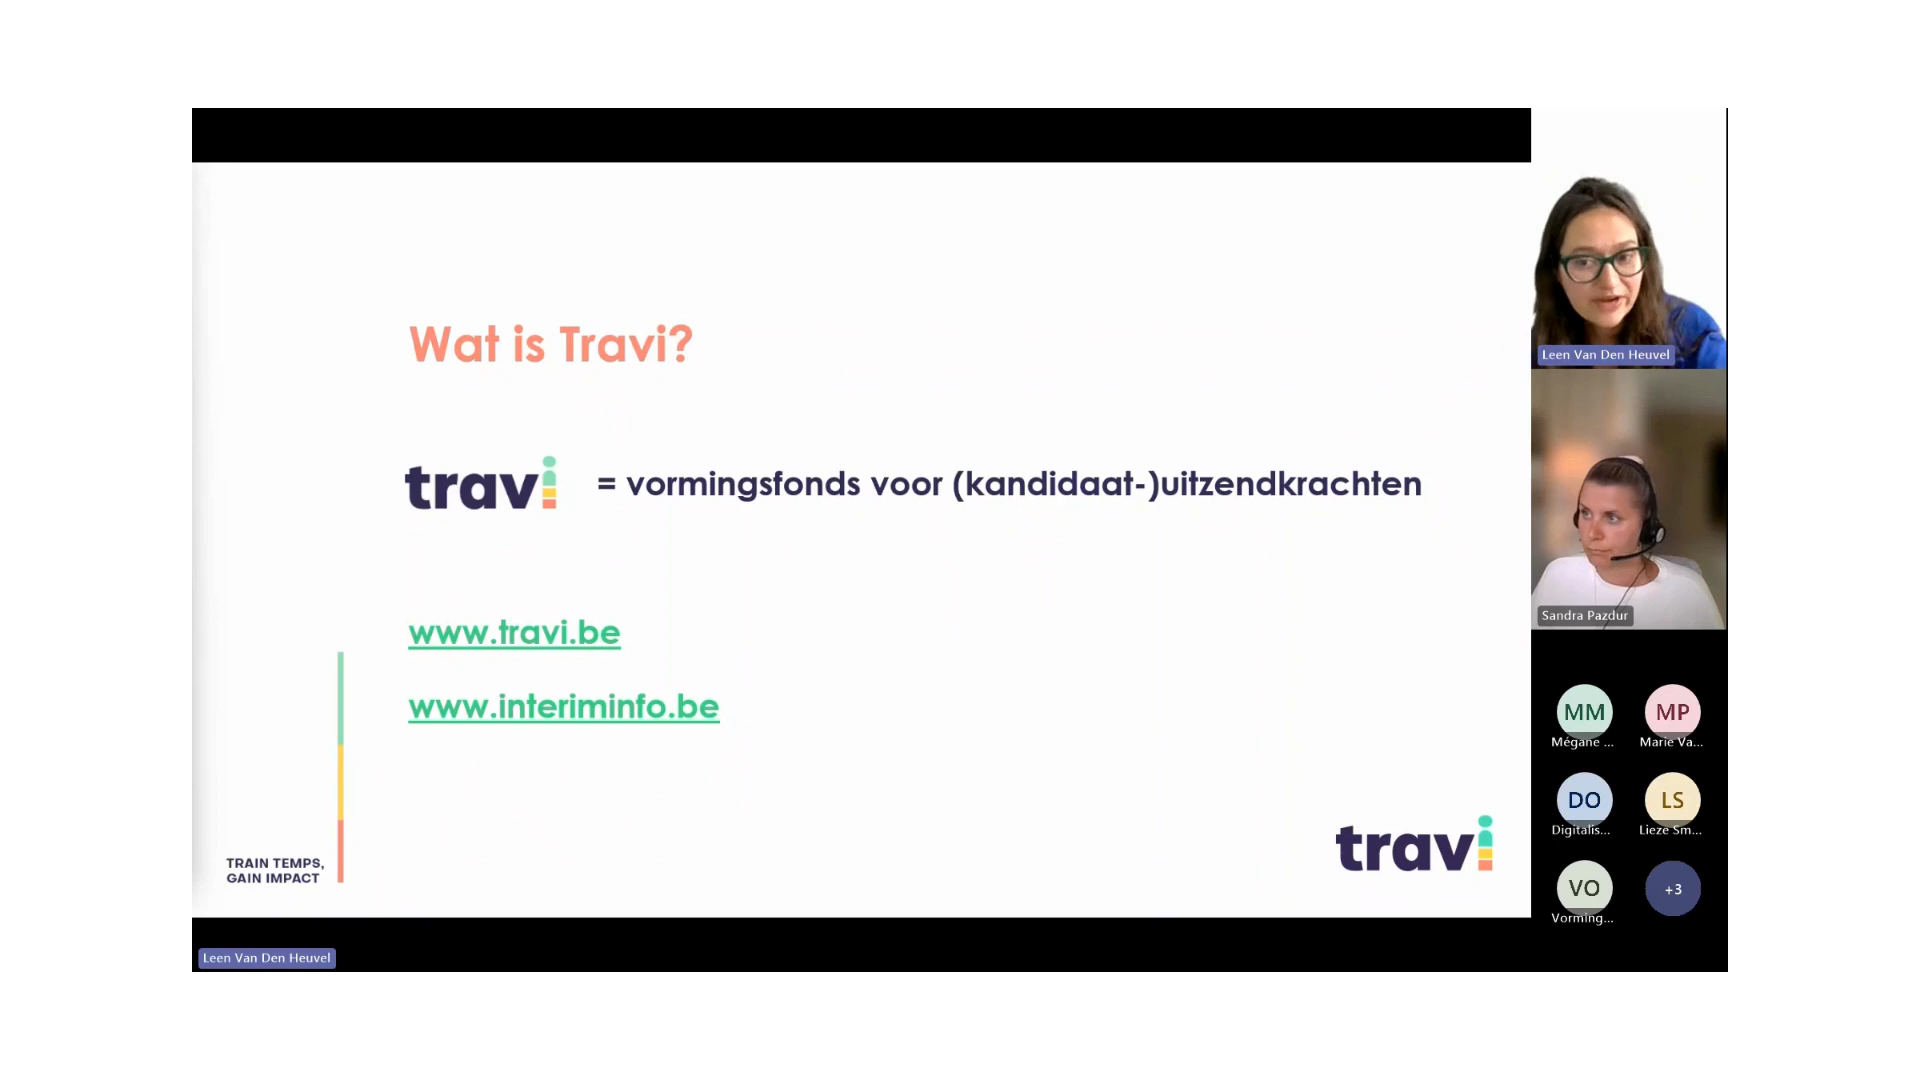 Wat is Travi?
travi = vormingsfonds voor (kandidaat-)uitzendkrachten
www.travi.be
www.interiminfo.be
TRAIN TEMPS,
GAIN IMPACT
travi
Leen Van Den Heuvel
Leen Van Den Heuvel
Sandra Pazdur
MM MP
Mégane ... Marie Va...
DO LS
Digitalis... Lieze Sm...
VO +3
Vorming...